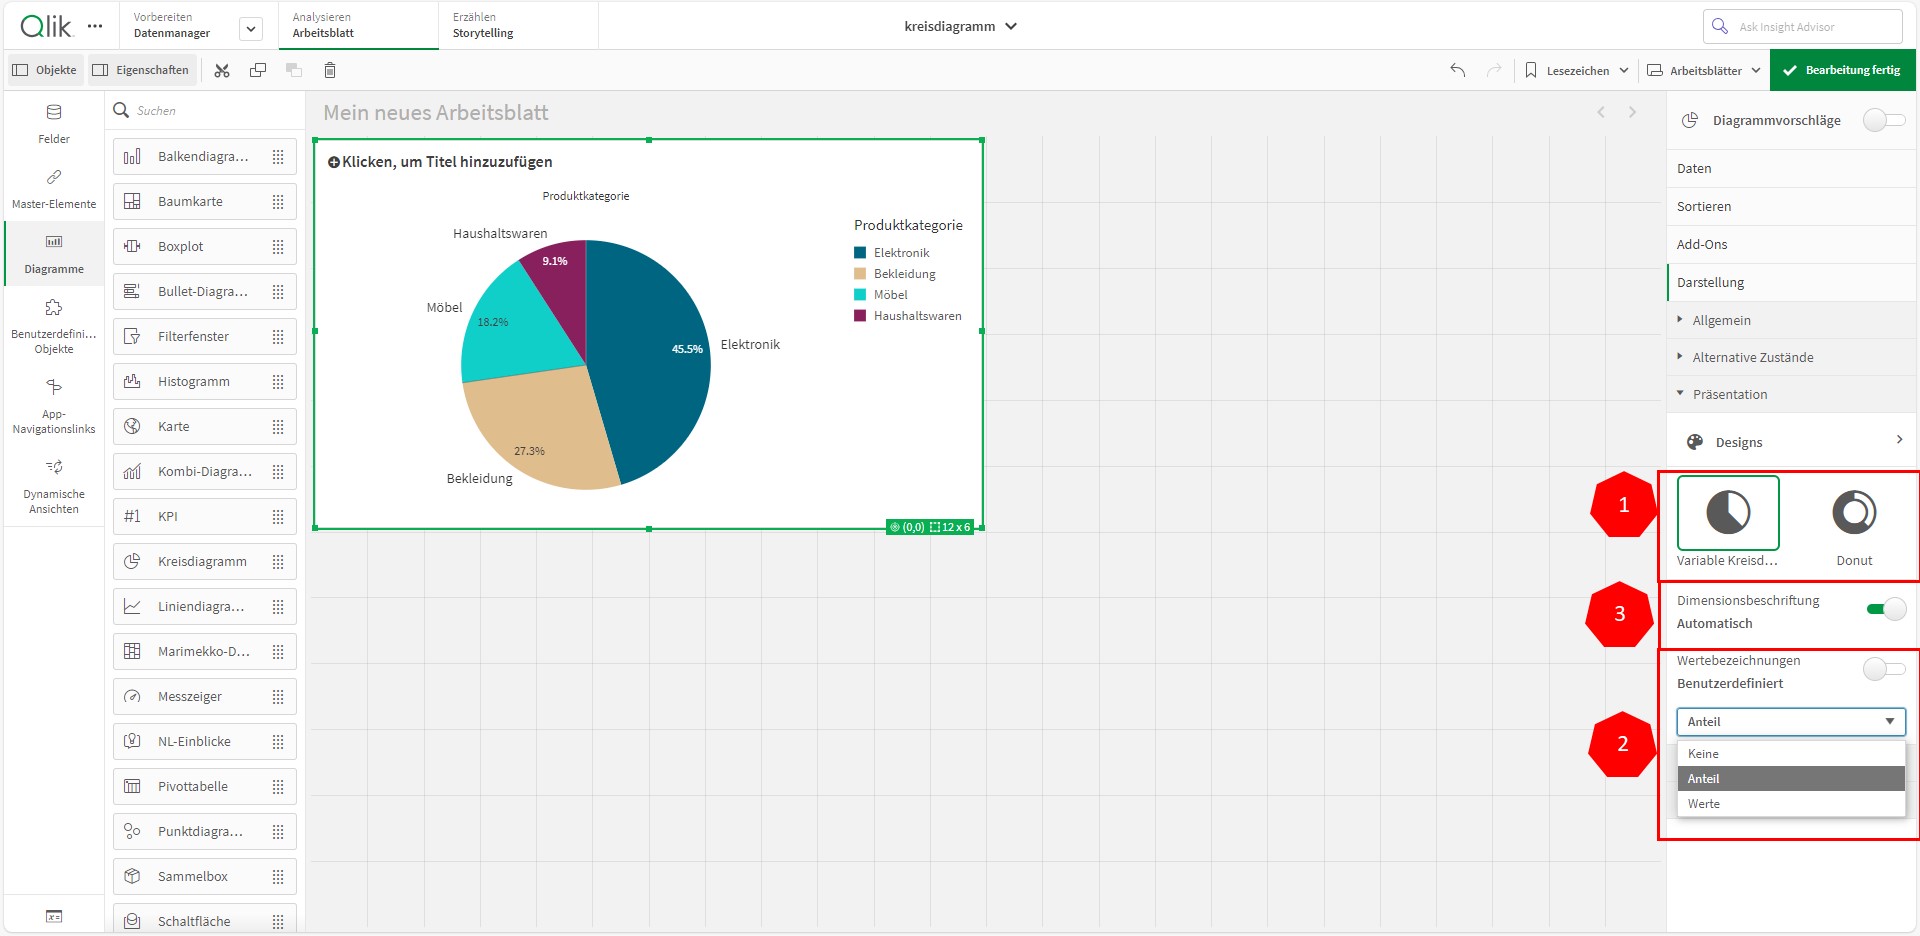 Qlik
Vorbereiten
Datenmanager
Analysieren
Arbeitsblatt
Erzählen
Storytelling
kreisdiagramm
Ask Insight Advisor
Objekte
Eigenschaften
Lesezeichen
Arbeitsblätter
Bearbeitung fertig
Felder
Master-Elemente
Diagramme
Benutzerdefini...
Objekte
App-
Navigationslinks
Dynamische
Ansichten
Suchen
Balkendiagra...
Baumkarte
Boxplot
Bullet-Diagra...
Filterfenster
Histogramm
Karte
Kombi-Diagra...
#1 KPI
Kreisdiagramm
Liniendiagra...
Marimekko-D...
Messzeiger
NL-Einblicke
Pivottabelle
Punktdiagra...
Sammelbox
Schaltfläche
Mein neues Arbeitsblatt
Klicken, um Titel hinzuzufügen
Produktkategorie
Haushaltswaren
9.1%
Möbel
18.2%
45.5%
Elektronik
27.3%
Bekleidung
Produktkategorie
Elektronik
Bekleidung
Möbel
Haushaltswaren
(0,0) 12 x 6
Diagrammvorschläge
Daten
Sortieren
Add-Ons
Darstellung
Allgemein
Alternative Zustände
Präsentation
Designs
1
Variable Kreisd...
Donut
3
Dimensionsbeschriftung
Automatisch
Wertebezeichnungen
Benutzerdefiniert
2
Anteil
Keine
Anteil
Werte